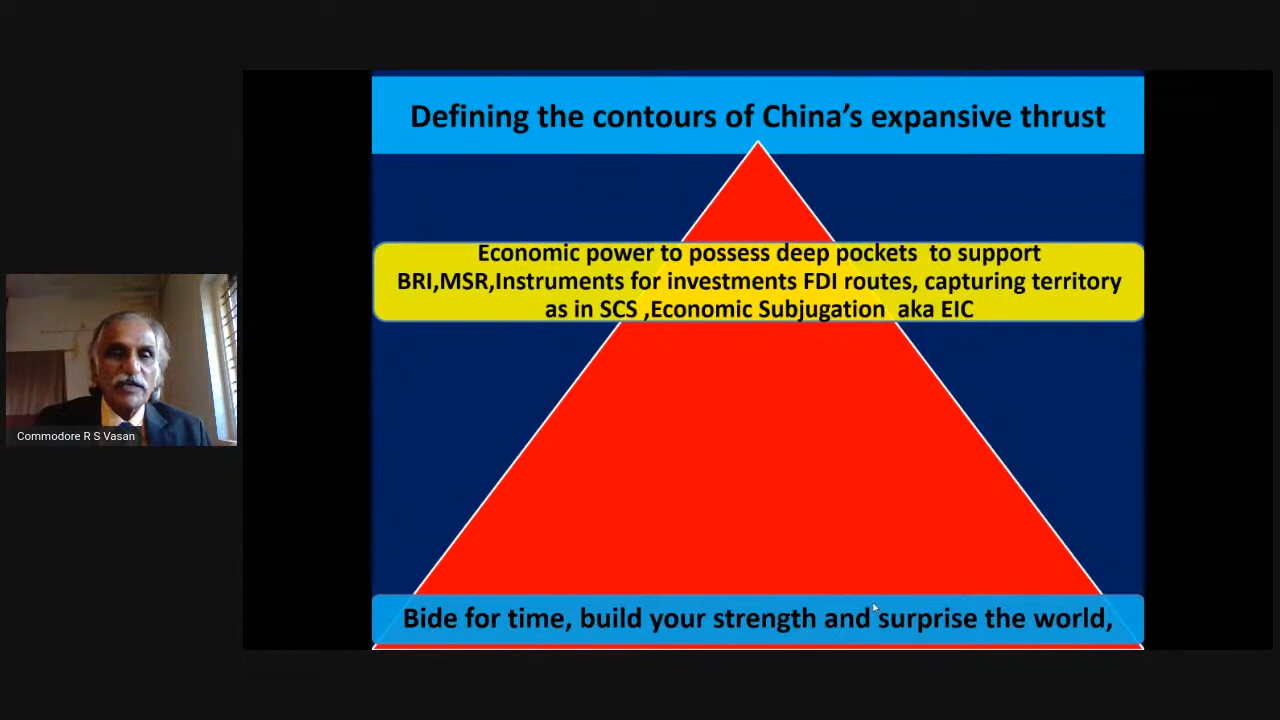 Defining the contours of China's expansive thrust
Economic power to possess deep pockets to support
BRI,MSR,Instruments for investments FDI routes, capturing territory
as in SCS ,Economic Subjugation aka EIC
Commodore R S Vasan
Bide for time, build your strength and surprise the world,